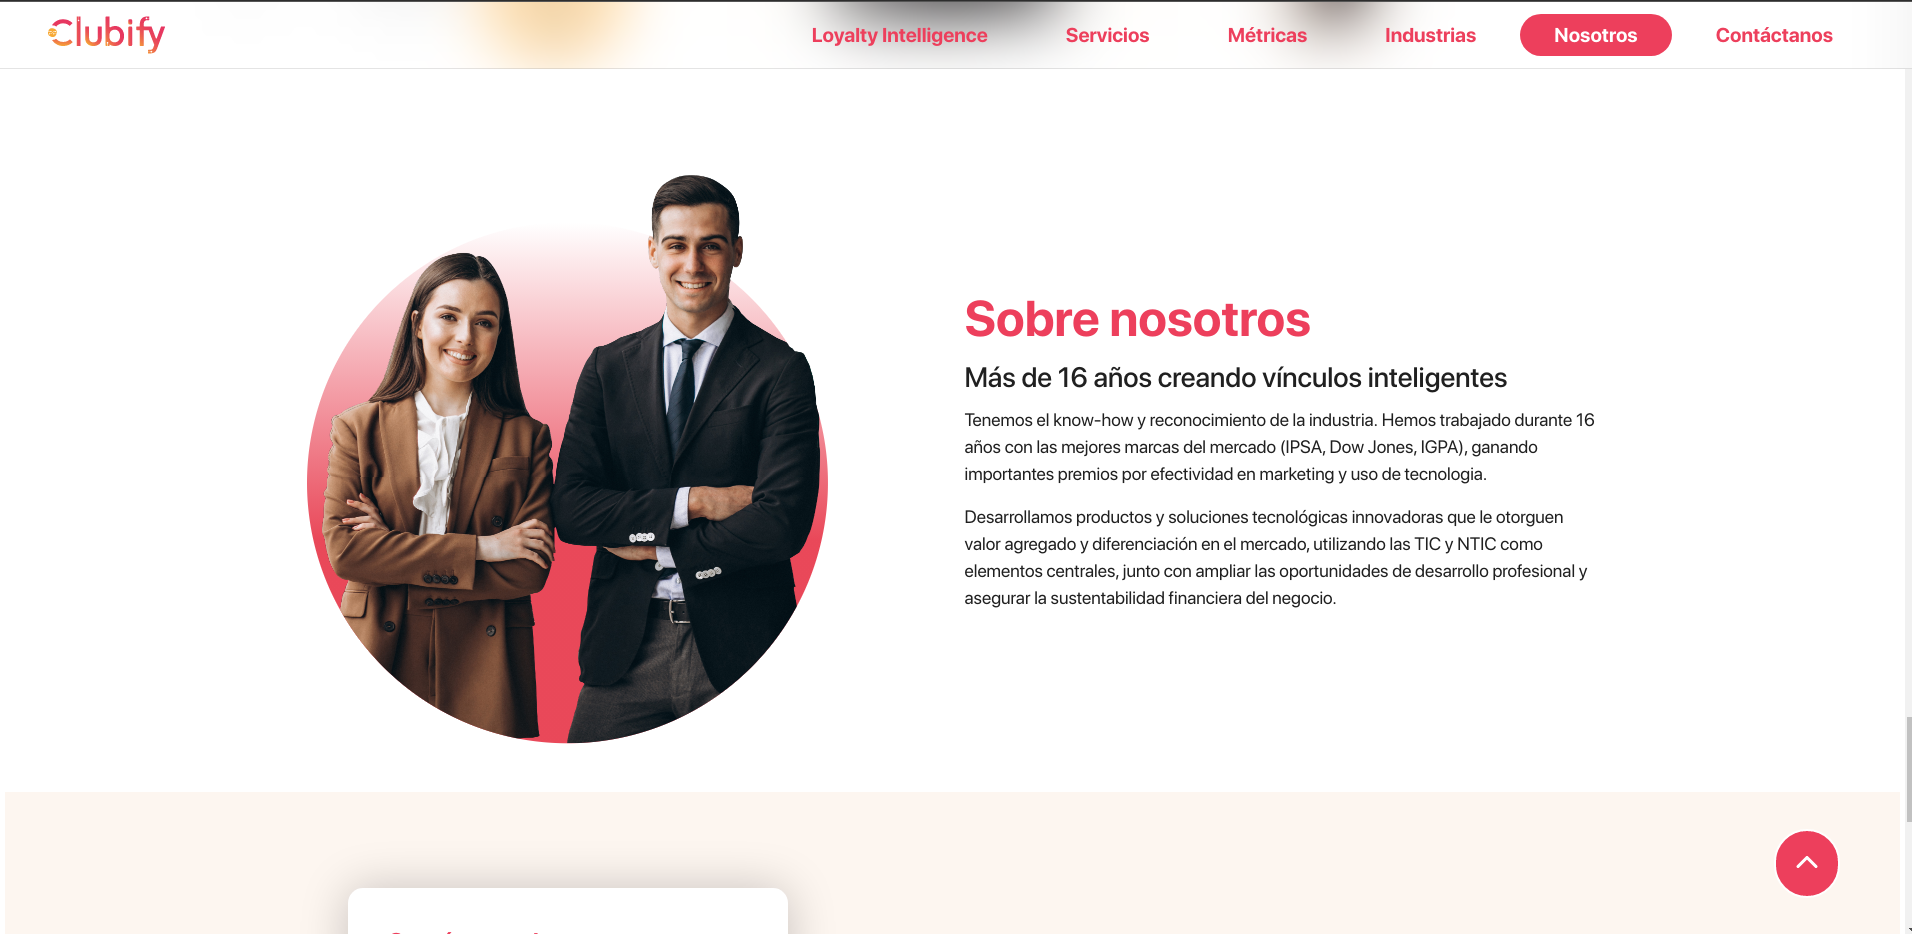 Clubify
Loyalty Intelligence
Servicios
Métricas
Industrias
Nosotros
Contáctanos
Sobre nosotros
Más de 16 años creando vínculos inteligentes
Tenemos el know-how y reconocimiento de la industria. Hemos trabajado durante 16
años con las mejores marcas del mercado (IPSA, Dow Jones, IGPA), ganando
importantes premios por efectividad en marketing y uso de tecnologia.
Desarrollamos productos y soluciones tecnológicas innovadoras que le otorguen
valor agregado y diferenciación en el mercado, utilizando las TIC y NTIC como
elementos centrales, junto con ampliar las oportunidades de desarrollo profesional y
asegurar la sustentabilidad financiera del negocio.